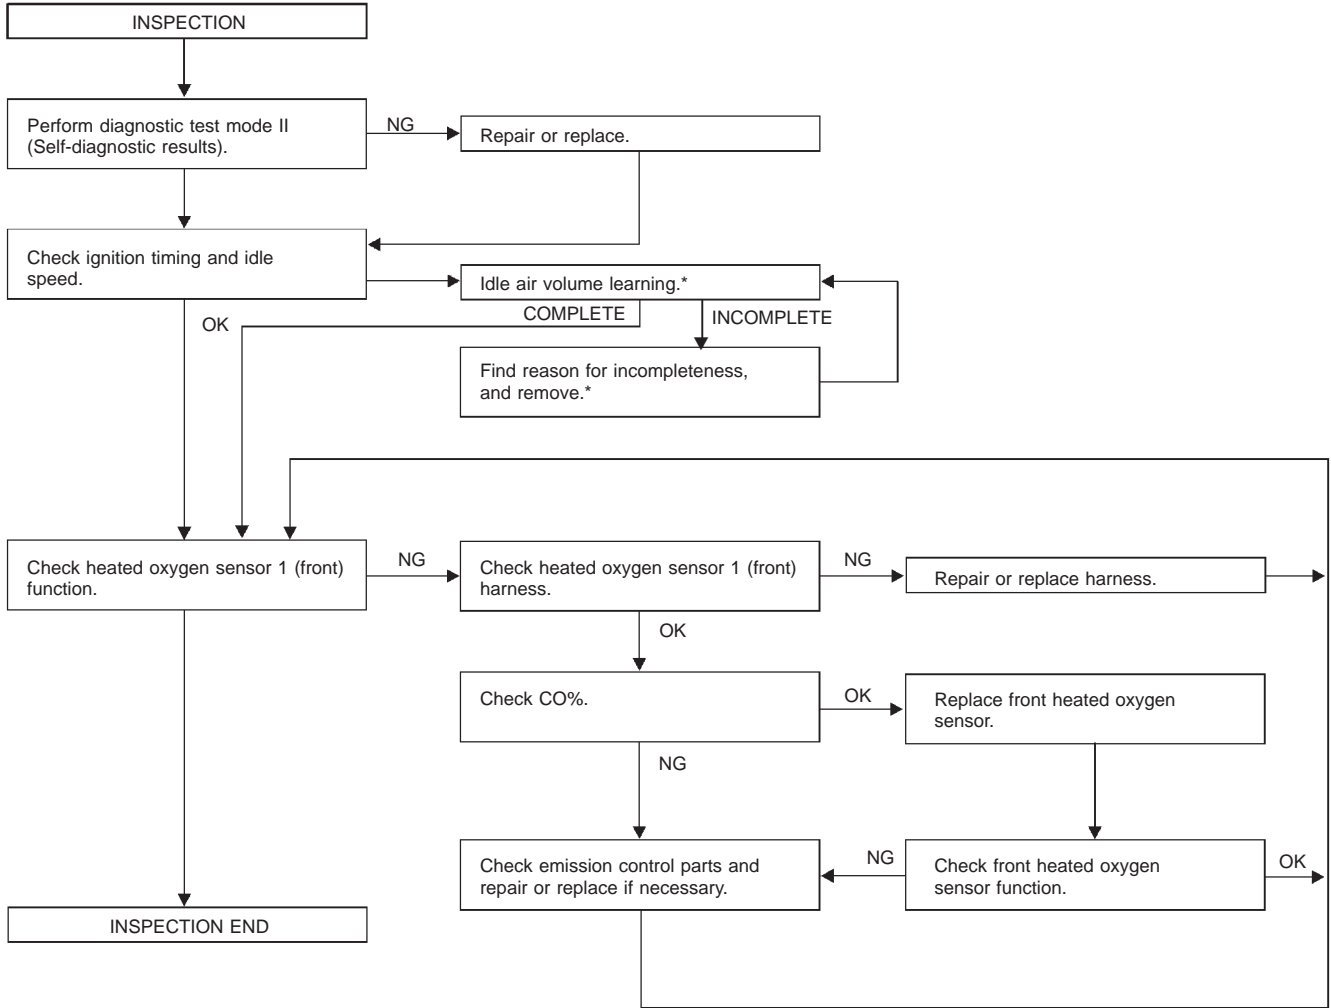 INSPECTION
Perform diagnostic test mode II
(Self-diagnostic results).
NG
Repair or replace.
Check ignition timing and idle
speed.
Idle air volume learning.*
OK
COMPLETE
INCOMPLETE
Find reason for incompleteness,
and remove.*
Check heated oxygen sensor 1 (front)
function.
NG
Check heated oxygen sensor 1 (front)
harness.
NG
Repair or replace harness.
OK
Check CO%.
OK
Replace front heated oxygen
sensor.
NG
Check emission control parts and
repair or replace if necessary.
NG
Check front heated oxygen
sensor function.
OK
INSPECTION END